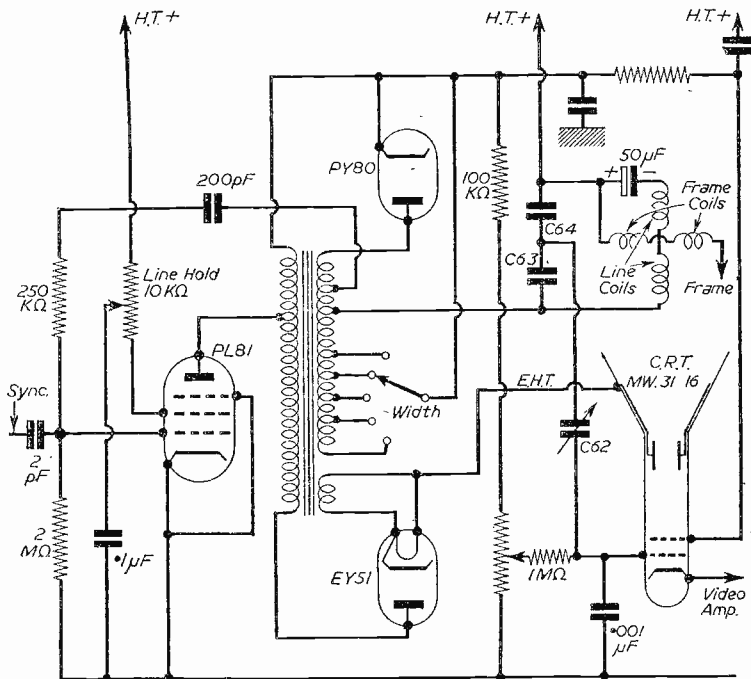 H.T.+
H.T.+
H.T.+
PY80
200pF
100
KΩ
50μF
+
-
Frame
Coils
C64
C63
Line
Coils
Frame
250
KΩ
Line Hold
10KΩ
PL81
Sync.
2
pF
Width
E.H.T.
C.R.T.
MW.31 16
C62
2
MΩ
·1μF
EY51
1MΩ
·001
μF
Video
Amp.